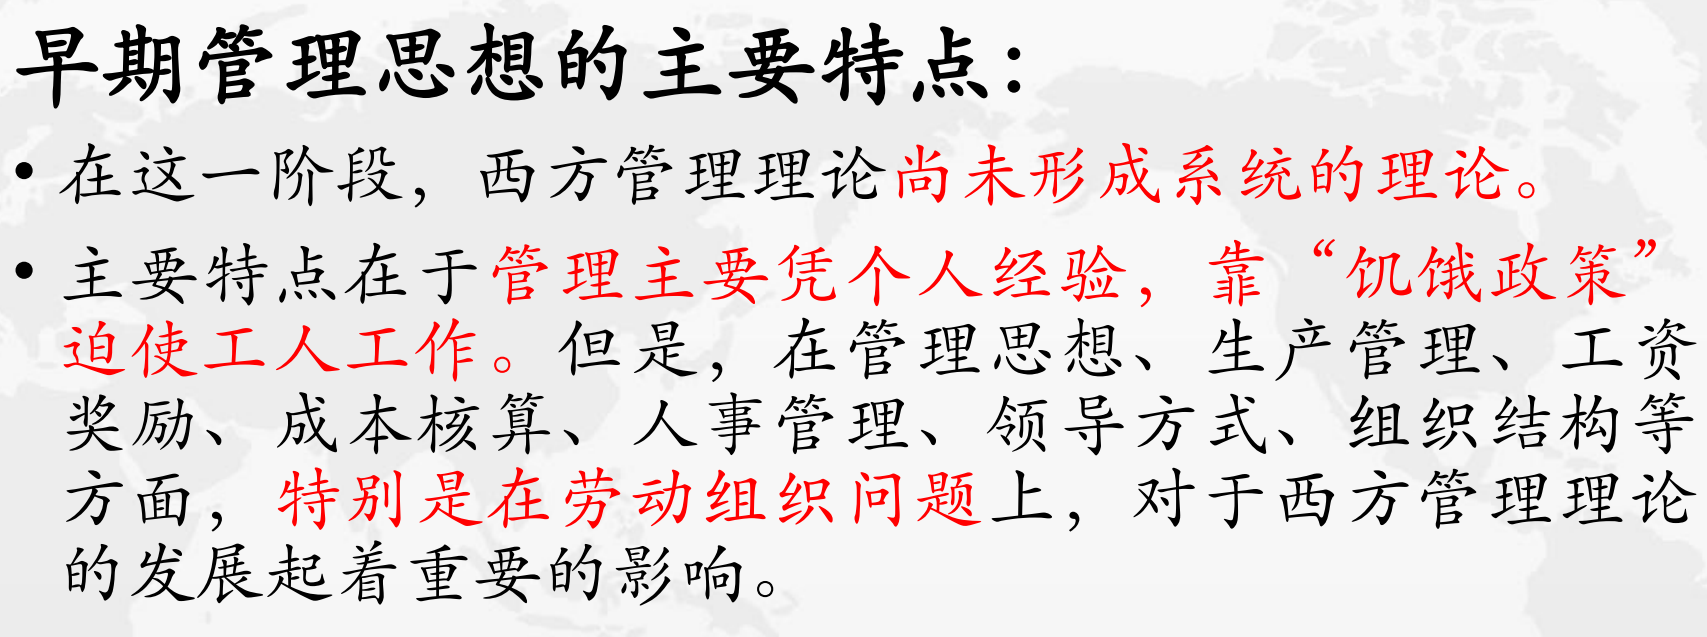 早期管理思想的主要特点：
• 在这一阶段，西方管理理论尚未形成系统的理论。
• 主要特点在于管理主要凭个人经验，靠“饥饿政策”
迫使工人工作。但是，在管理思想、生产管理、工资
奖励、成本核算、人事管理、领导方式、组织结构等
方面，特别是在劳动组织问题上，对于西方管理理论
的发展起着重要的影响。